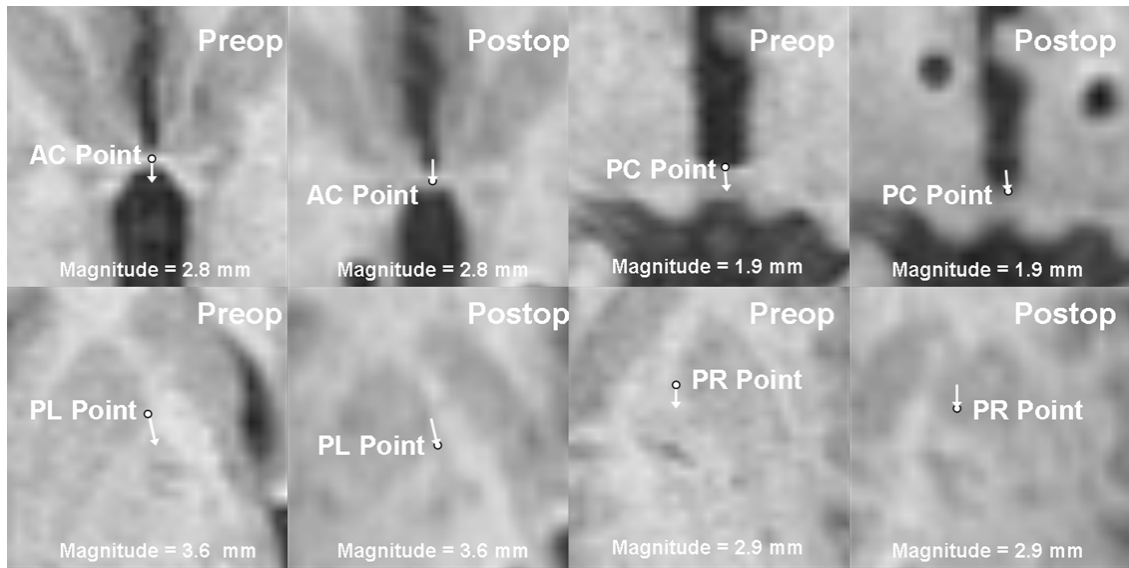 Preop
AC Point
Magnitude = 2.8 mm
Postop
AC Point
Magnitude = 2.8 mm
Preop
PC Point
Magnitude = 1.9 mm
Postop
PC Point
Magnitude = 1.9 mm
Preop
PL Point
Magnitude = 3.6 mm
Postop
PL Point
Magnitude = 3.6 mm
Preop
PR Point
Magnitude = 2.9 mm
Postop
PR Point
Magnitude = 2.9 mm